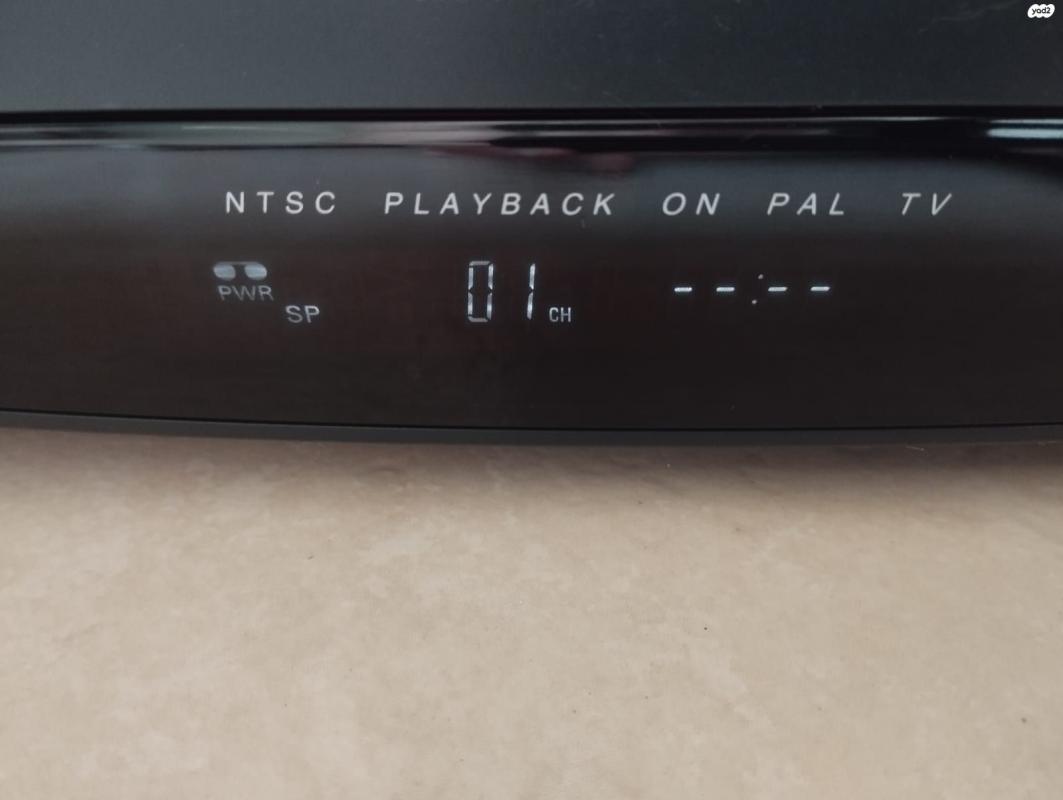 yad2
NTSC PLAYBACK ON PAL TV
PWR
SP
01 CH
--:--